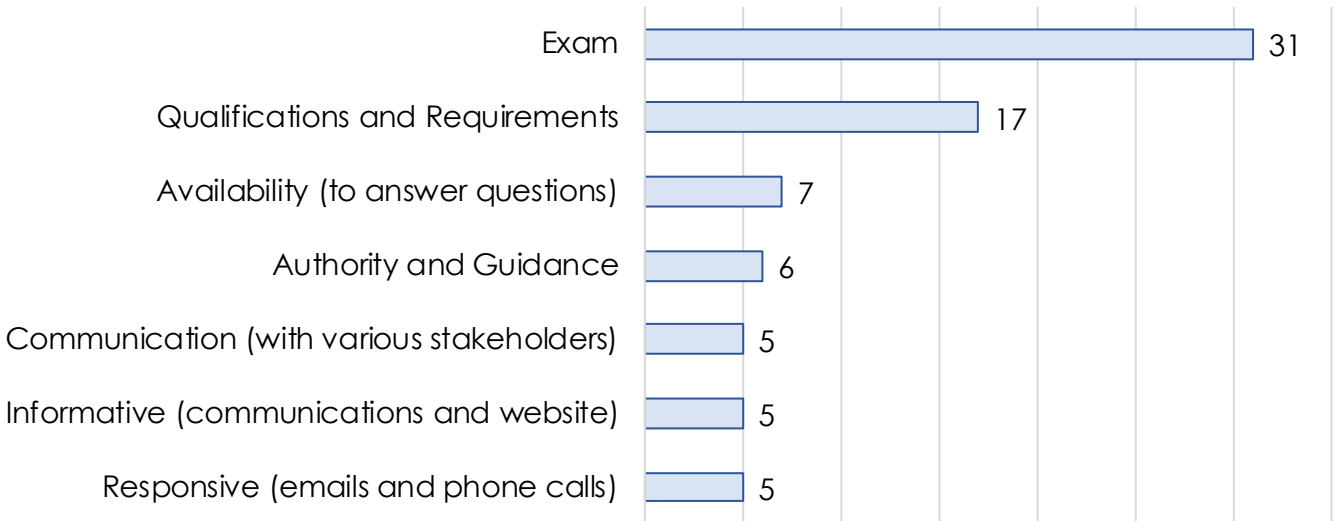 Exam 31
Qualifications and Requirements 17
Availability (to answer questions) 7
Authority and Guidance 6
Communication (with various stakeholders) 5
Informative (communications and website) 5
Responsive (emails and phone calls) 5